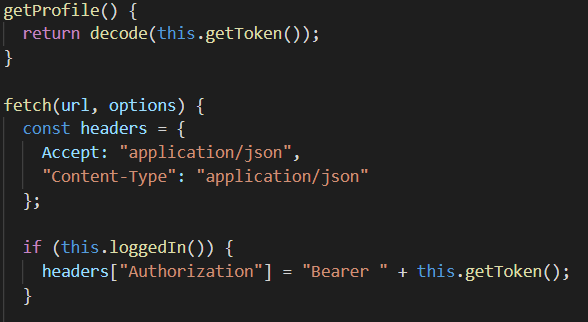 getProfile() {
  return decode(this.getToken());
}

fetch(url, options) {
  const headers = {
    Accept: "application/json",
    "Content-Type": "application/json"
  };

  if (this.loggedIn()) {
    headers["Authorization"] = "Bearer " + this.getToken();
  }